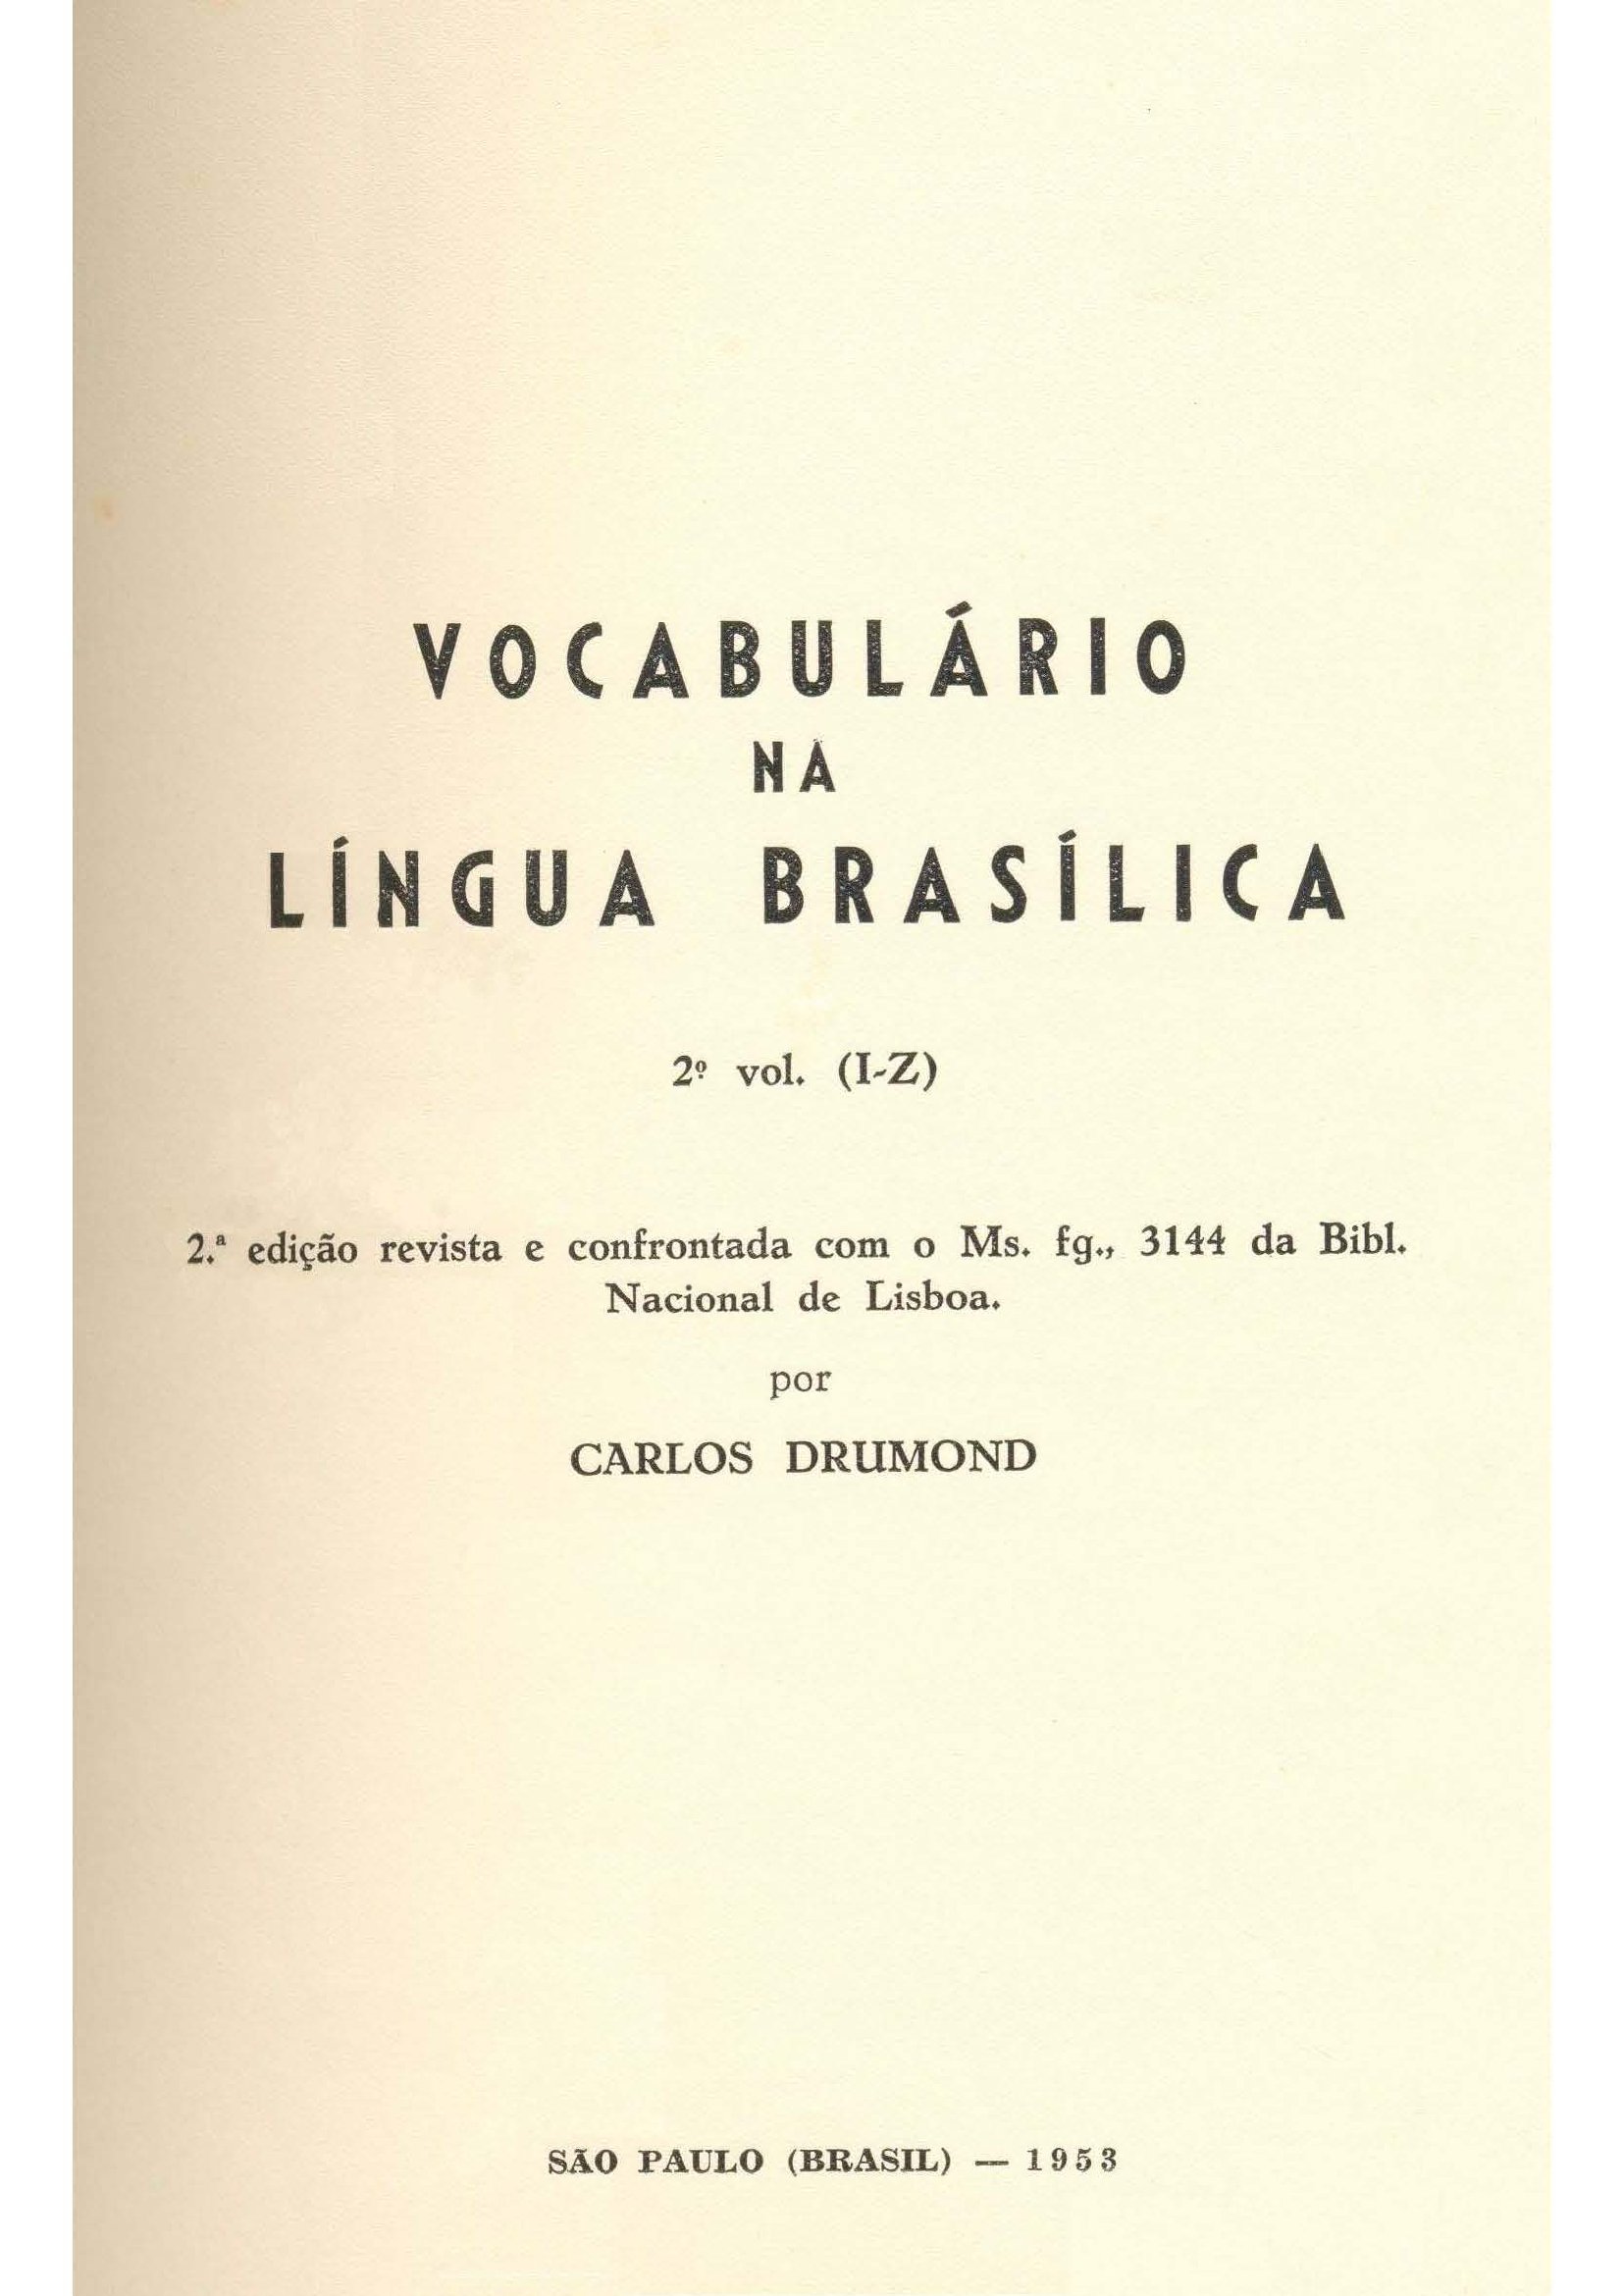 VOCABULÁRIO
NA
LÍNGUA BRASÍLICA
2º vol. (I-Z)
2.ª edição revista e confrontada com o Ms. fg., 3144 da Bibl.
Nacional de Lisboa.
por
CARLOS DRUMOND
SÃO PAULO (BRASIL) — 1953